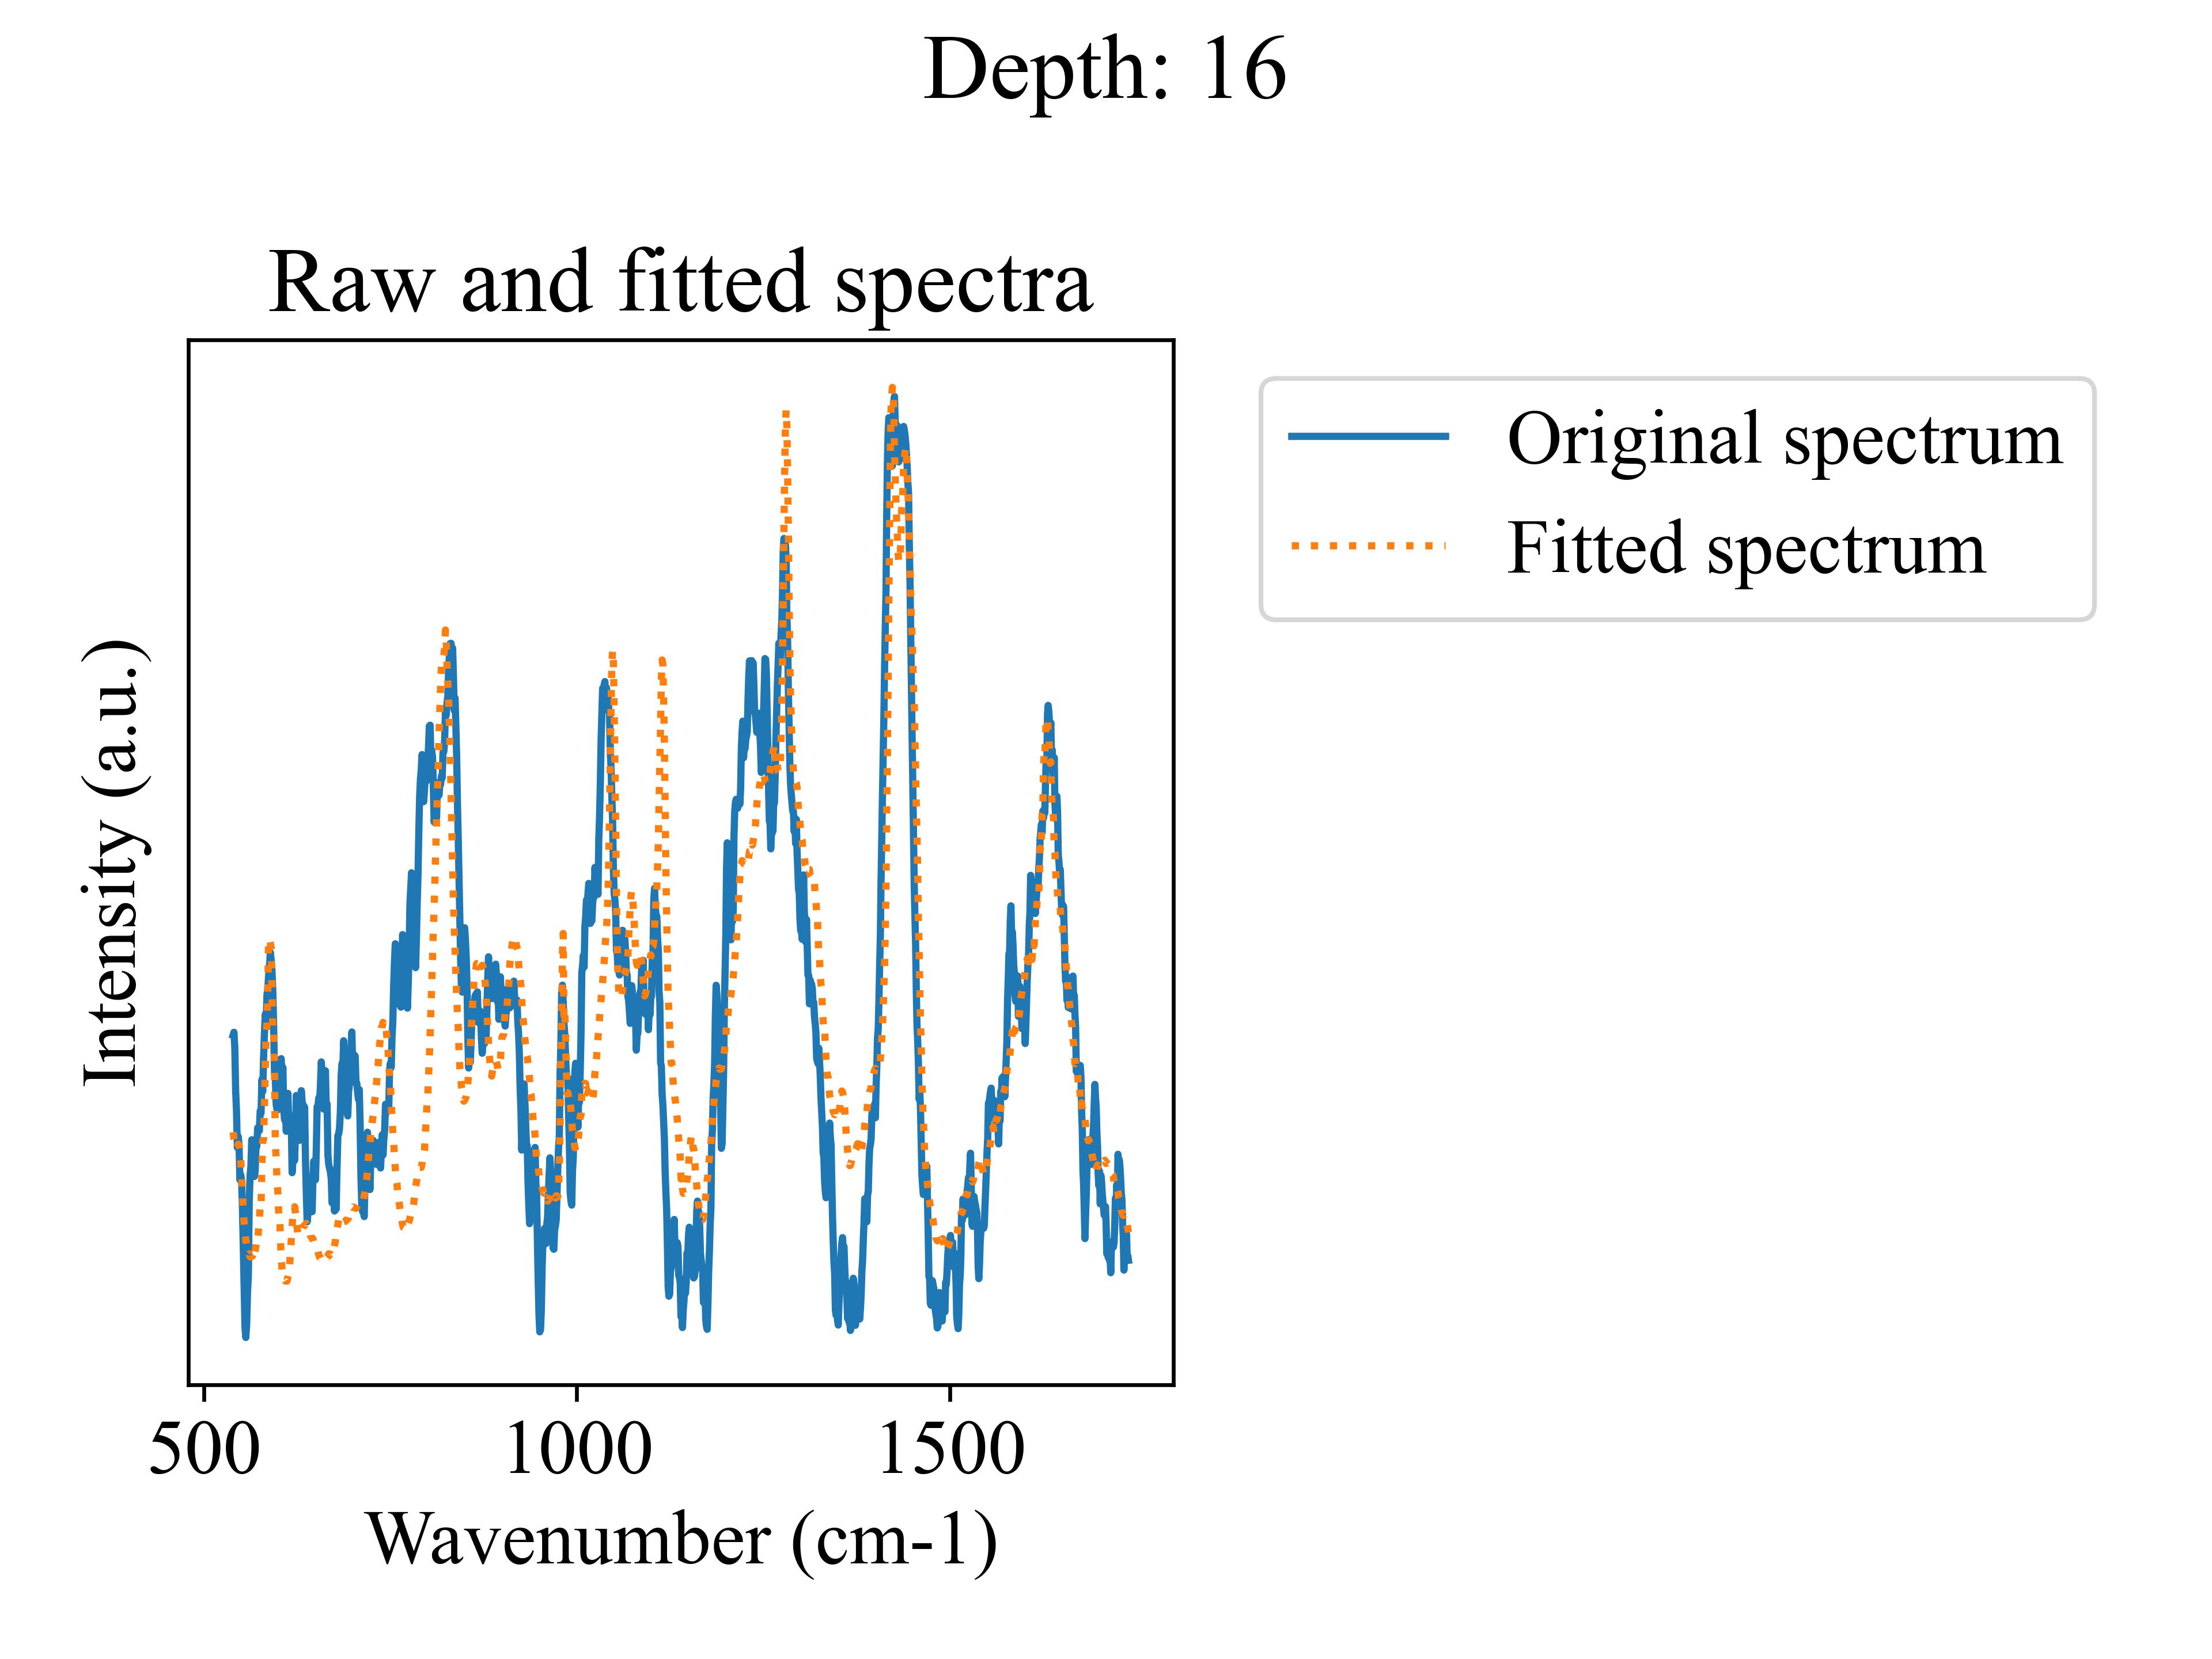 Depth: 16
Raw and fitted spectra
Original spectrum
Fitted spectrum
Intensity (a.u.)
500 1000 1500
Wavenumber (cm-1)